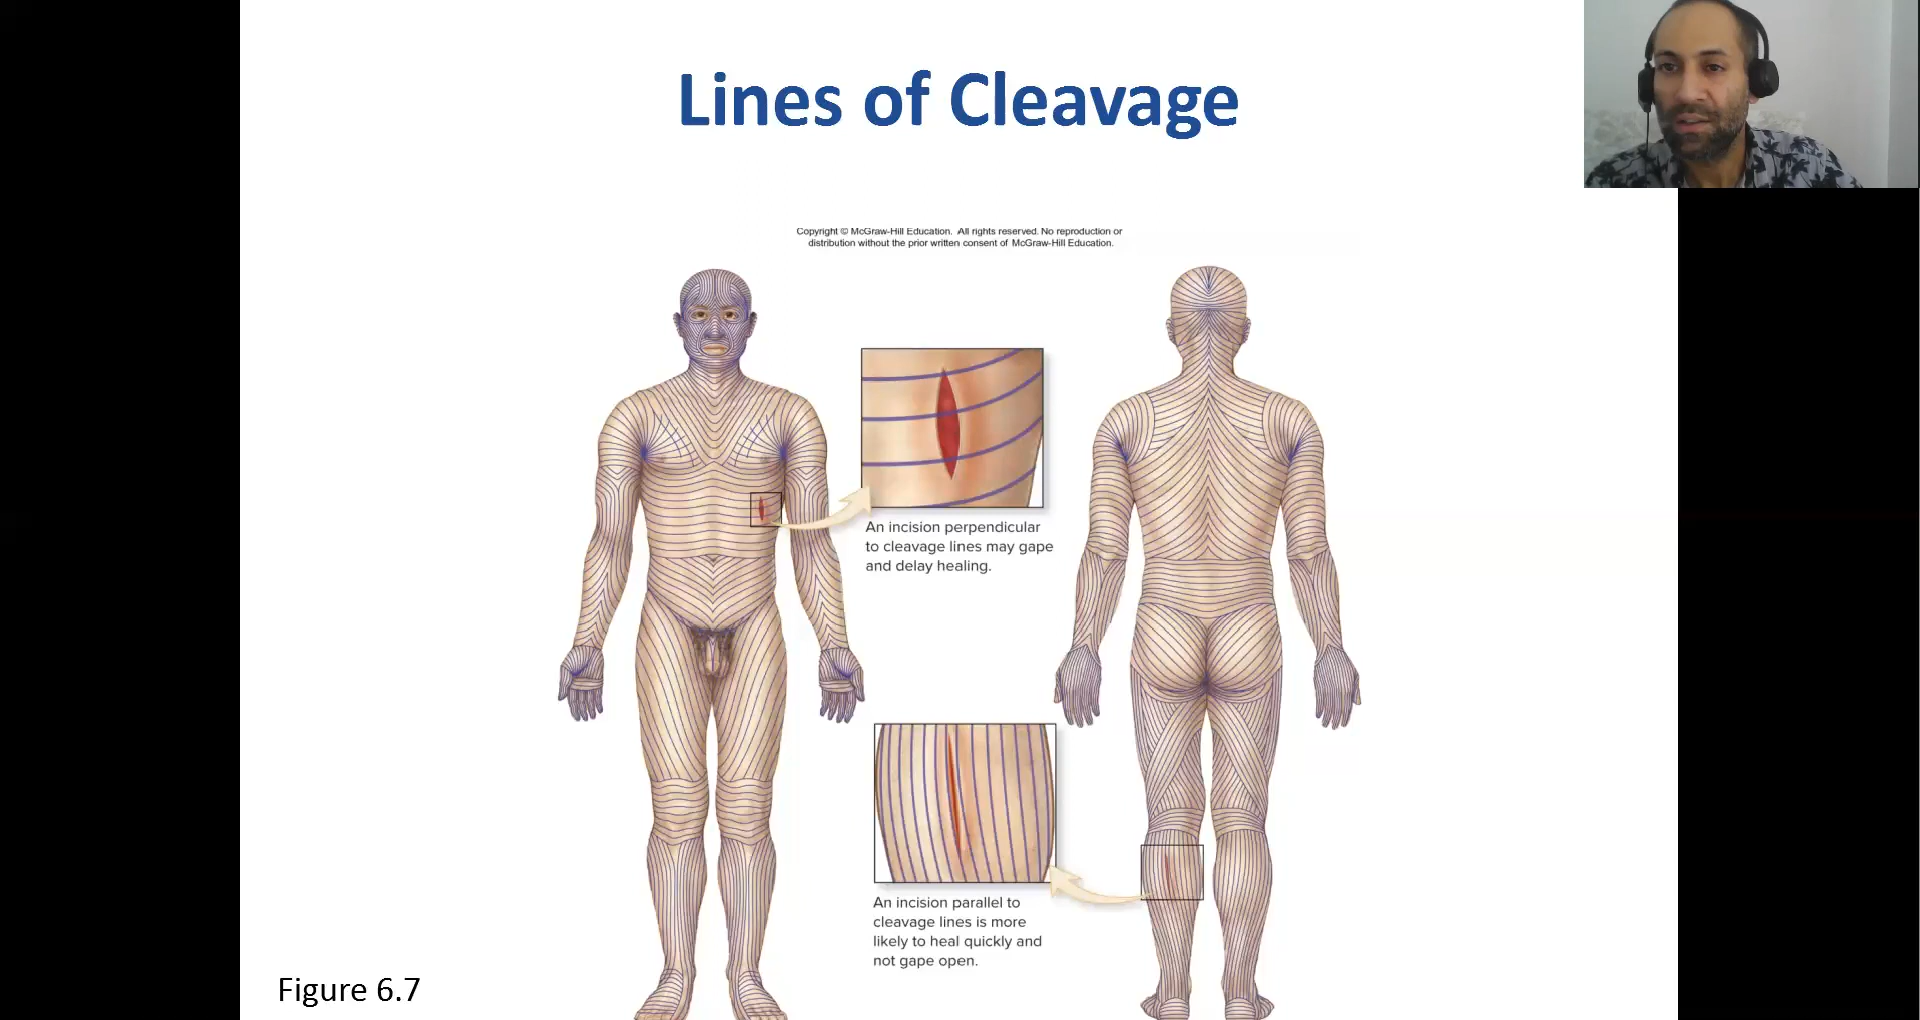 Lines of Cleavage
Copyright © McGraw-Hill Education. All rights reserved. No reproduction or
distribution without the prior written consent of McGraw-Hill Education.
An incision perpendicular
to cleavage lines may gape
and delay healing.
An incision parallel to
cleavage lines is more
likely to heal quickly and
not gape open.
Figure 6.7